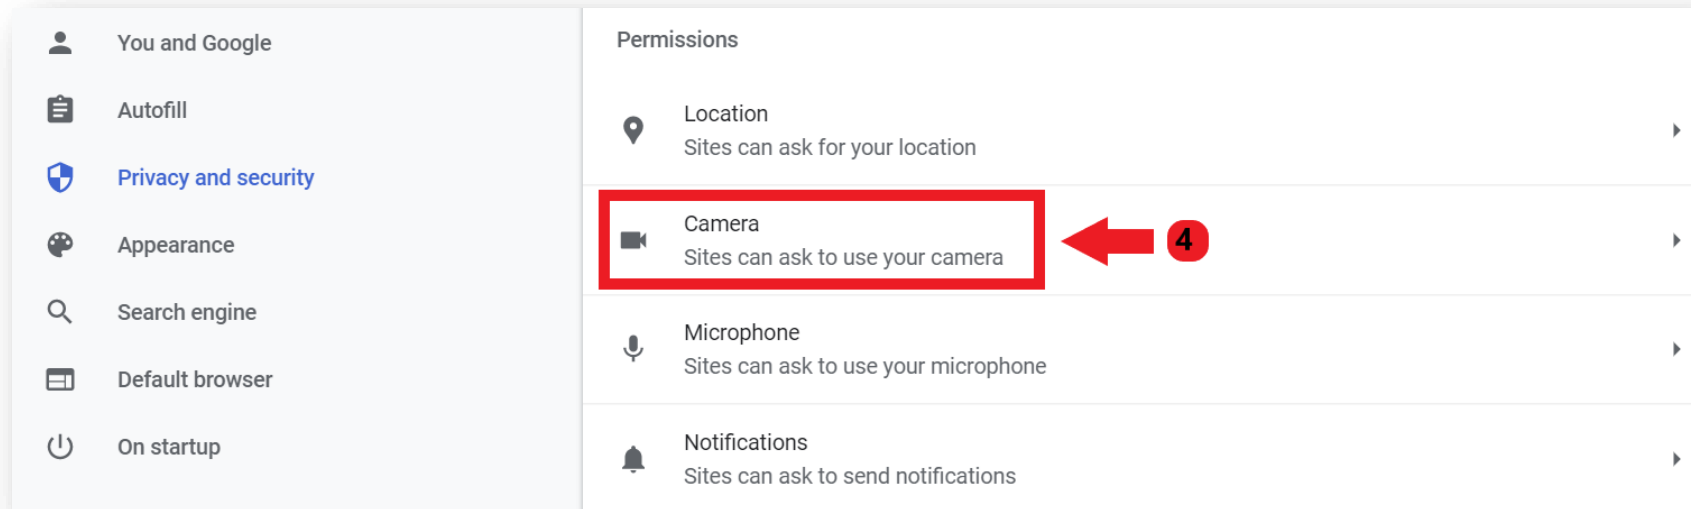 You and Google
Autofill
Privacy and security
Appearance
Search engine
Default browser
On startup
Permissions
Location
Sites can ask for your location
Camera
Sites can ask to use your camera
4
Microphone
Sites can ask to use your microphone
Notifications
Sites can ask to send notifications